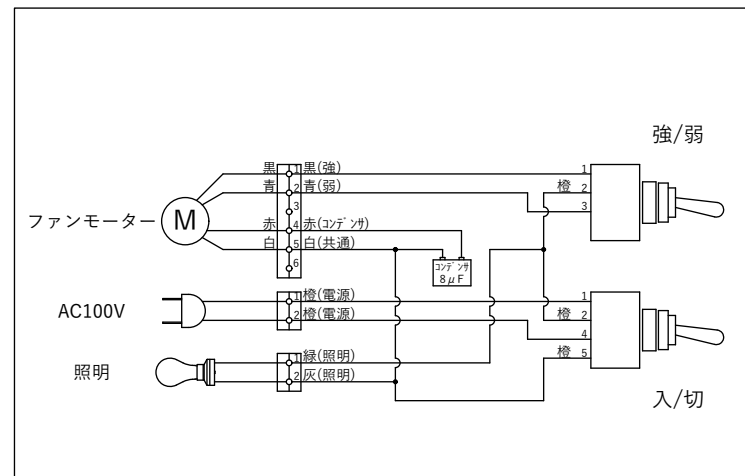 強/弱
黒 1 黒(強) 1
青 2 青(弱) 橙 2
3 3
ファンモーター M
赤 4 赤(コンデンサ)
白 5 白(共通)
6
コンデンサ
8μF
AC100V
1 橙(電源) 1
2 橙(電源) 橙 2
4
照明
1 緑(照明) 橙 5
2 灰(照明)
入/切